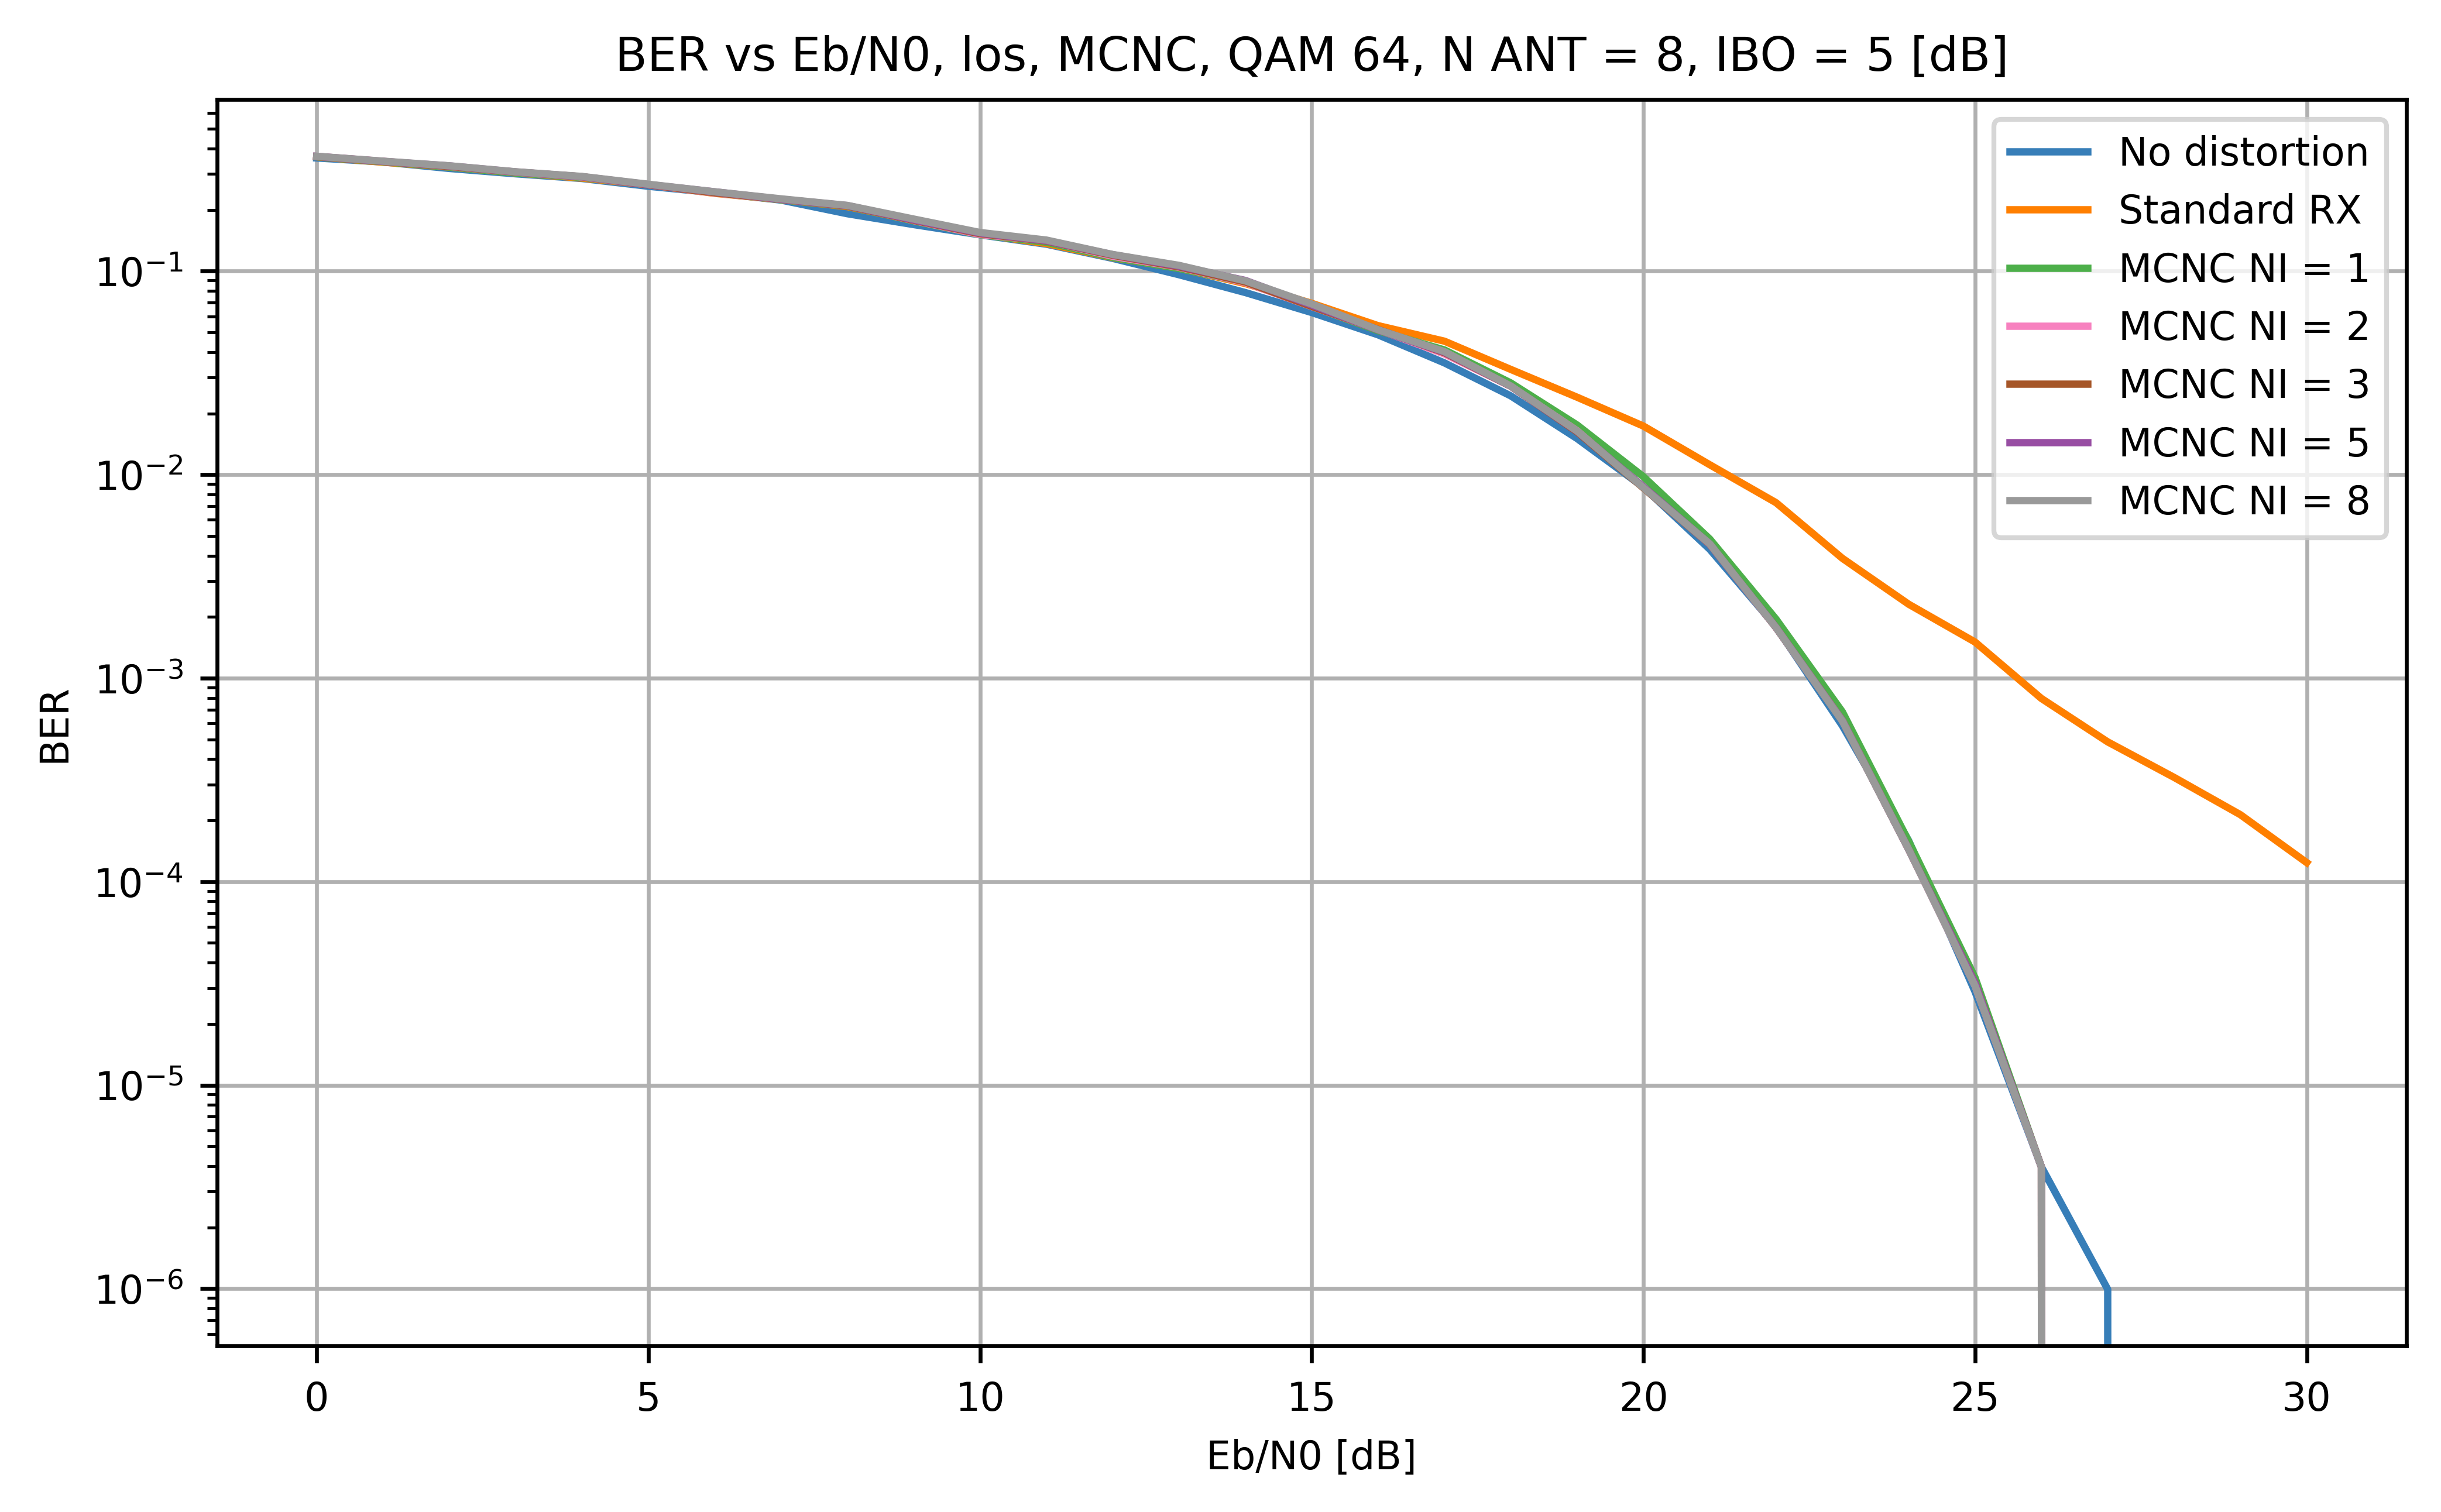 BER vs Eb/N0, los, MCNC, QAM 64, N ANT = 8, IBO = 5 [dB]
No distortion
Standard RX
MCNC NI = 1
MCNC NI = 2
MCNC NI = 3
MCNC NI = 5
MCNC NI = 8
BER
10⁻¹
10⁻²
10⁻³
10⁻⁴
10⁻⁵
10⁻⁶
0 5 10 15 20 25 30
Eb/N0 [dB]